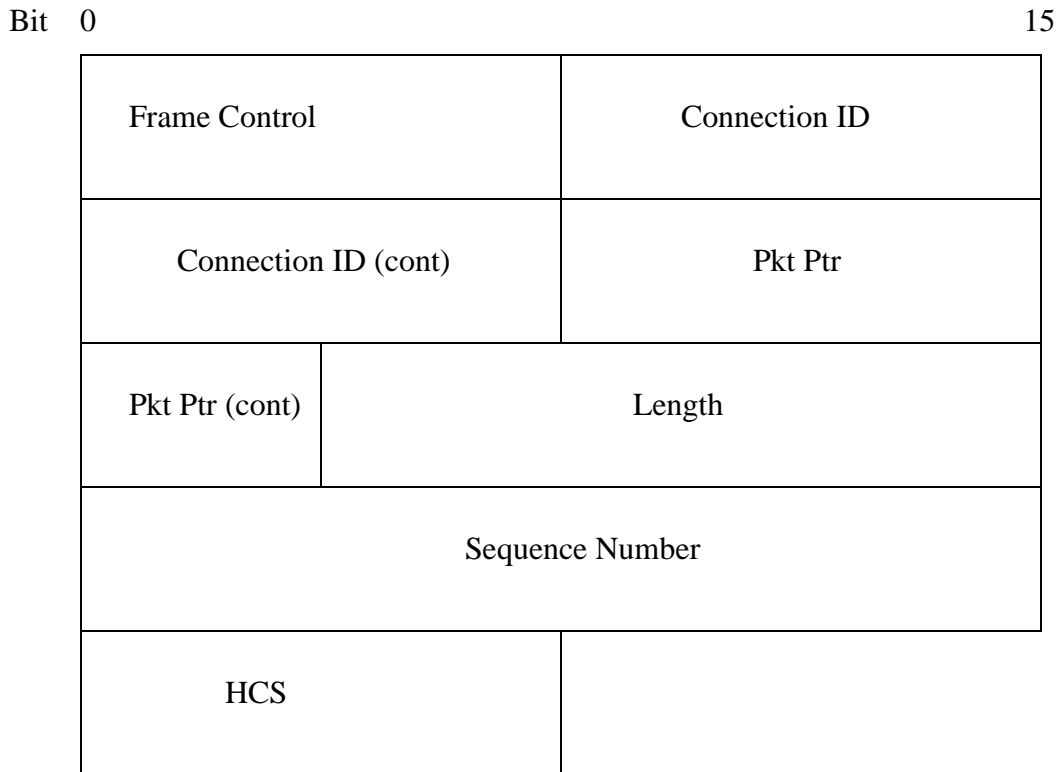 Bit 0 15
Frame Control Connection ID
Connection ID (cont) Pkt Ptr
Pkt Ptr (cont) Length
Sequence Number
HCS